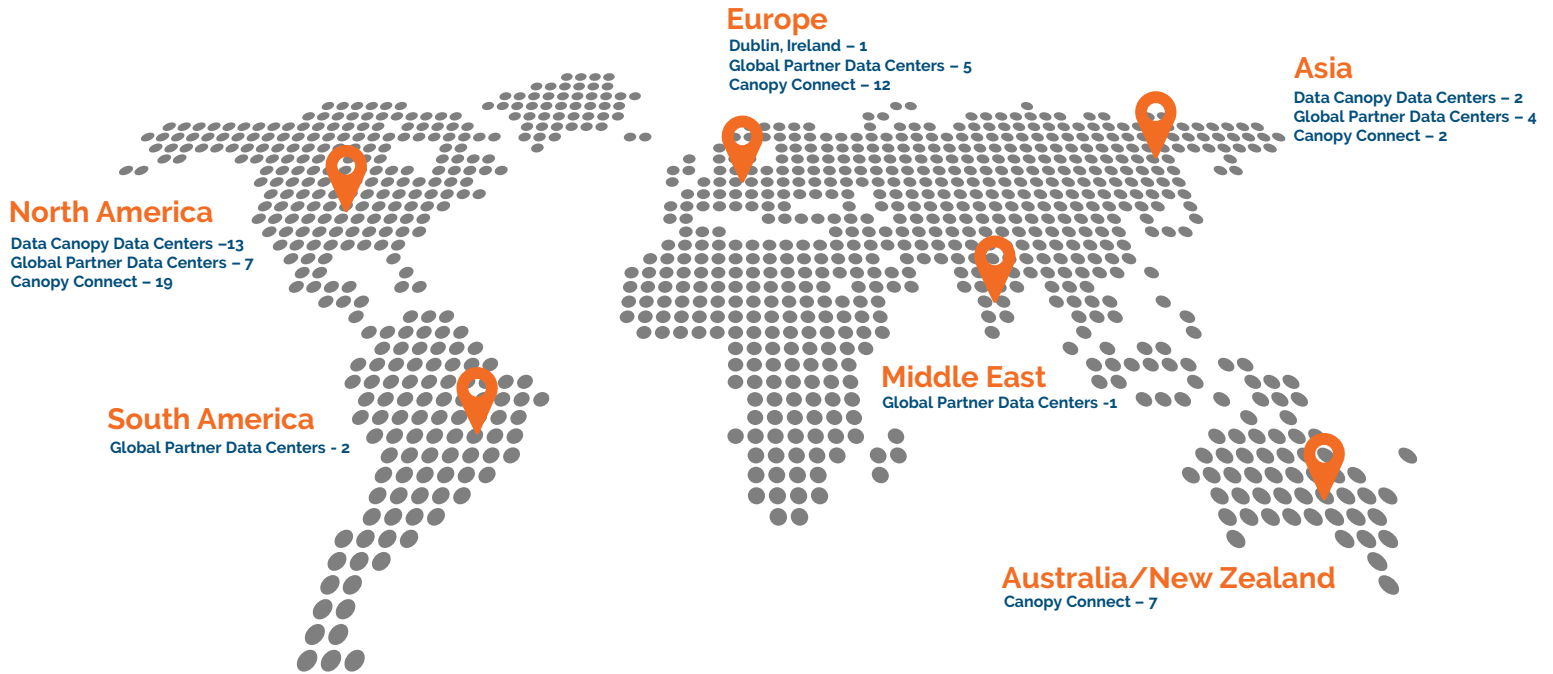 Europe
Dublin, Ireland – 1
Global Partner Data Centers – 5
Canopy Connect – 12
Asia
Data Canopy Data Centers – 2
Global Partner Data Centers – 4
Canopy Connect – 2
North America
Data Canopy Data Centers –13
Global Partner Data Centers – 7
Canopy Connect – 19
Middle East
Global Partner Data Centers -1
South America
Global Partner Data Centers - 2
Australia/New Zealand
Canopy Connect – 7